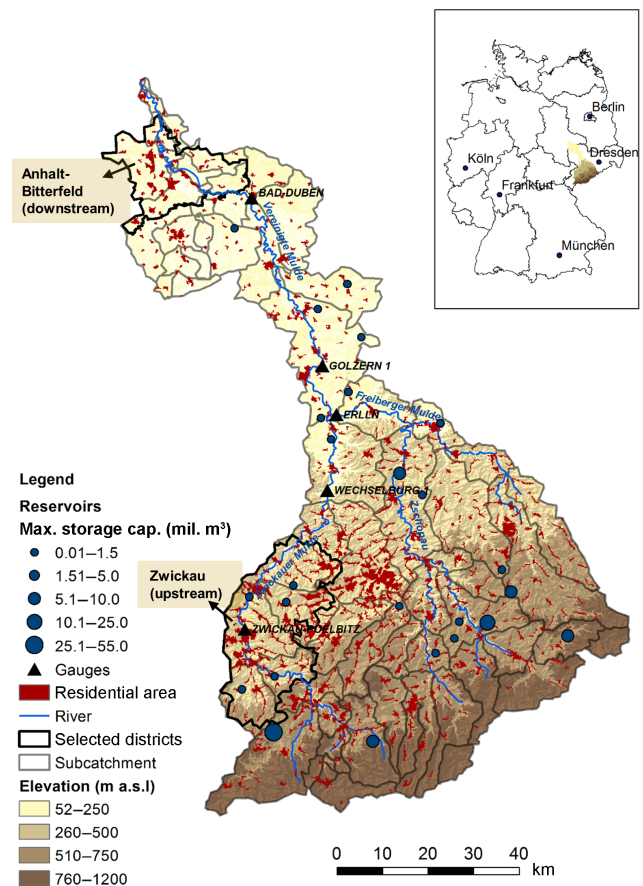 Berlin
Dresden
Köln
Frankfurt
München
Anhalt-
Bitterfeld
(downstream)
BAD-DUBEN
Vereinigte Mulde
GOLZERN 1
Freiberger Mulde
ERLLN
WECHSELBURG 1
Zschopau
Zwickauer Mulde
Zwickau
(upstream)
ZWICKAU-POELBITZ
Legend
Reservoirs
Max. storage cap. (mil. m³)
0.01–1.5
1.51–5.0
5.1–10.0
10.1–25.0
25.1–55.0
Gauges
Residential area
River
Selected districts
Subcatchment
Elevation (m a.s.l)
52–250
260–500
510–750
760–1200
0 10 20 30 40
km